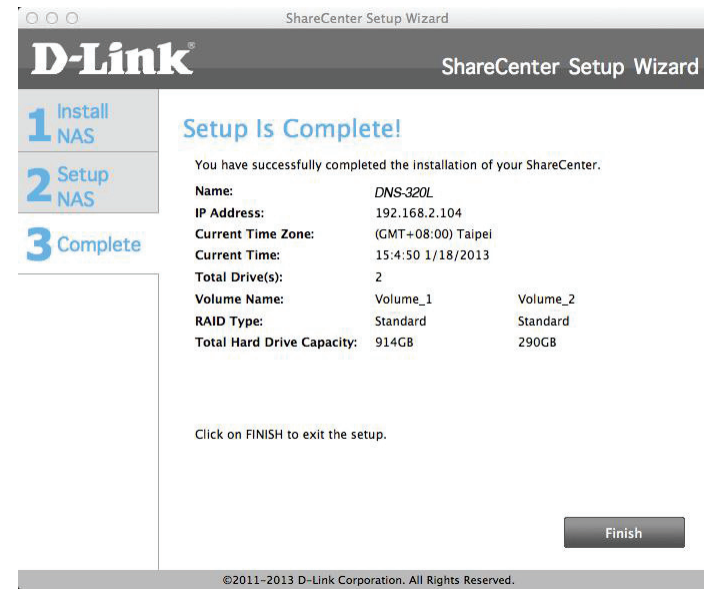 ShareCenter Setup Wizard
D-Link®
ShareCenter Setup Wizard
1 Install NAS
2 Setup NAS
3 Complete
Setup Is Complete!
You have successfully completed the installation of your ShareCenter.
Name: DNS-320L
IP Address: 192.168.2.104
Current Time Zone: (GMT+08:00) Taipei
Current Time: 15:4:50 1/18/2013
Total Drive(s): 2
Volume Name: Volume_1 Volume_2
RAID Type: Standard Standard
Total Hard Drive Capacity: 914GB 290GB
Click on FINISH to exit the setup.
Finish
©2011-2013 D-Link Corporation. All Rights Reserved.